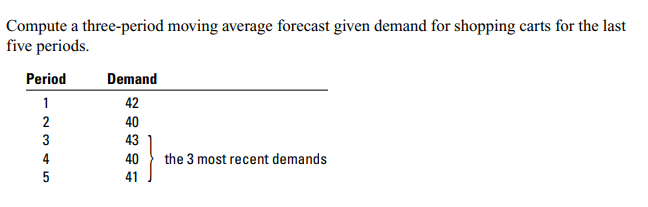 Compute a three-period moving average forecast given demand for shopping carts for the last
five periods.
Period Demand
1 42
2 40
3 43
4 40 the 3 most recent demands
5 41